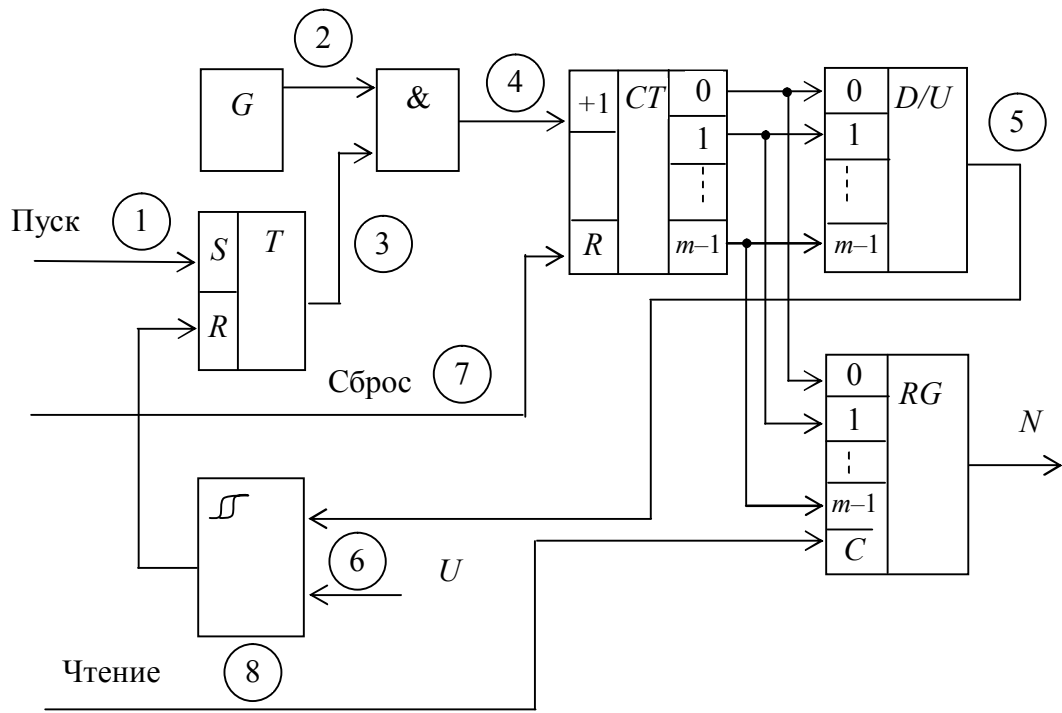 2
G
&
4
+1
CT
0
1
m–1
R
0
1
m–1
D/U
5
Пуск
1
S
T
R
3
Сброс
7
0
1
m–1
C
RG
N
6
U
Чтение
8